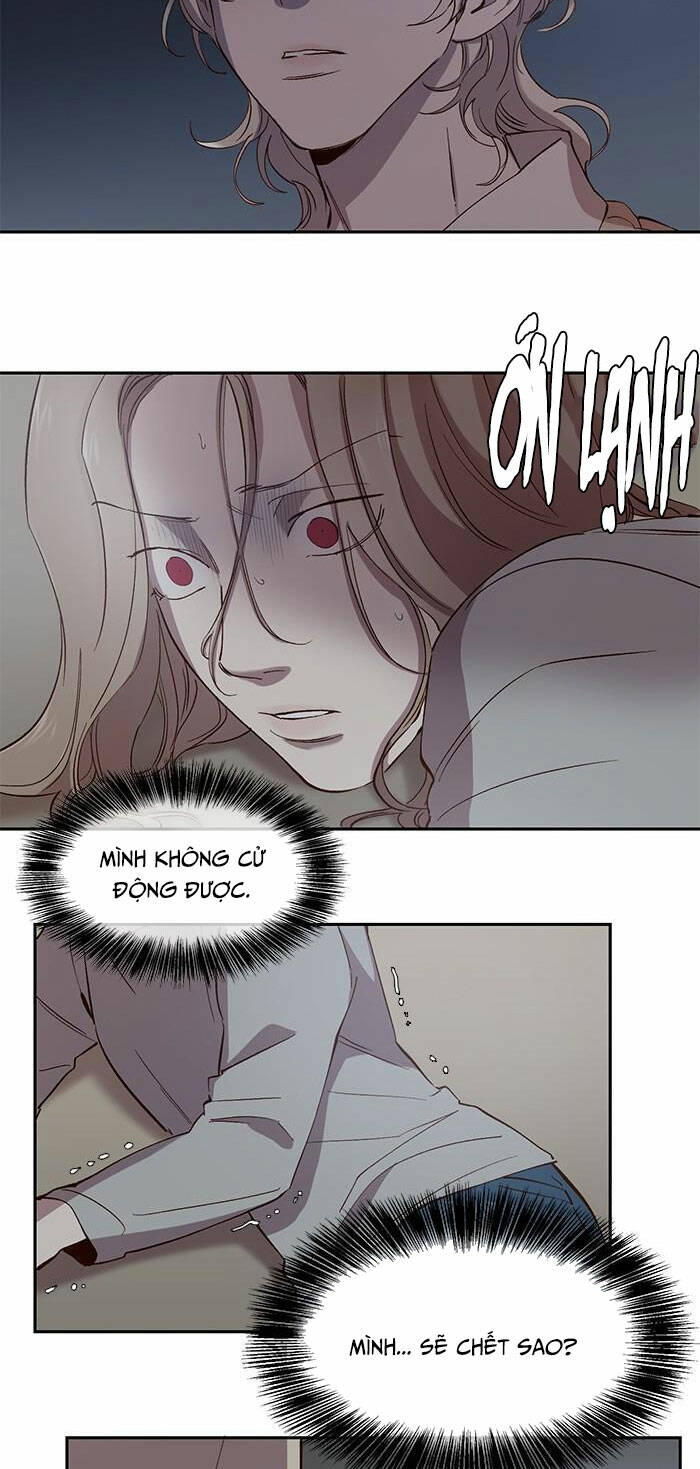 ỚN LẠNH
MÌNH KHÔNG CỬ
ĐỘNG ĐƯỢC.
MÌNH... SẼ CHẾT SAO?